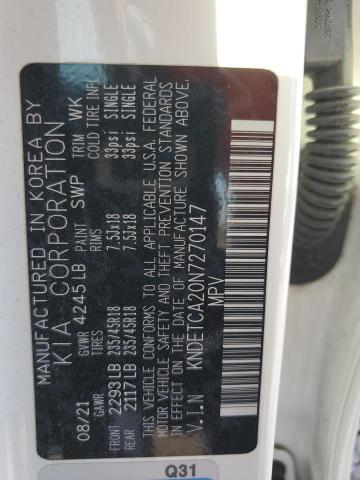 MANUFACTURED IN KOREA BY
KIA CORPORATION
08/21 GVWR 4245 LB PAINT SWP TRIM WK
GAWR TIRES RIMS COLD TIRE INFL
FRONT 2293 LB 235/45R18 7.5Jx18 33psi SINGLE
REAR 2117 LB 235/45R18 7.5Jx18 33psi SINGLE
THIS VEHICLE CONFORMS TO ALL APPLICABLE U.S.A. FEDERAL
MOTOR VEHICLE SAFETY, BUMPER, AND THEFT PREVENTION STANDARDS
IN EFFECT ON THE DATE OF MANUFACTURE SHOWN ABOVE.
V.I.N KNDETCA20N7270147
MPV
Q31